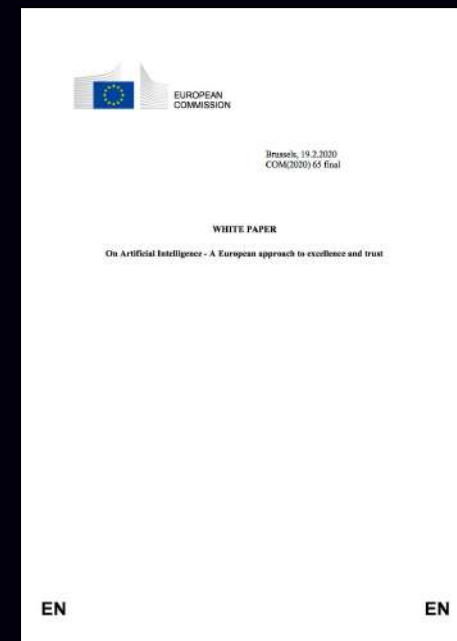 EUROPEAN
COMMISSION
Brussels, 19.2.2020
COM(2020) 65 final
WHITE PAPER
On Artificial Intelligence - A European approach to excellence and trust
EN
EN